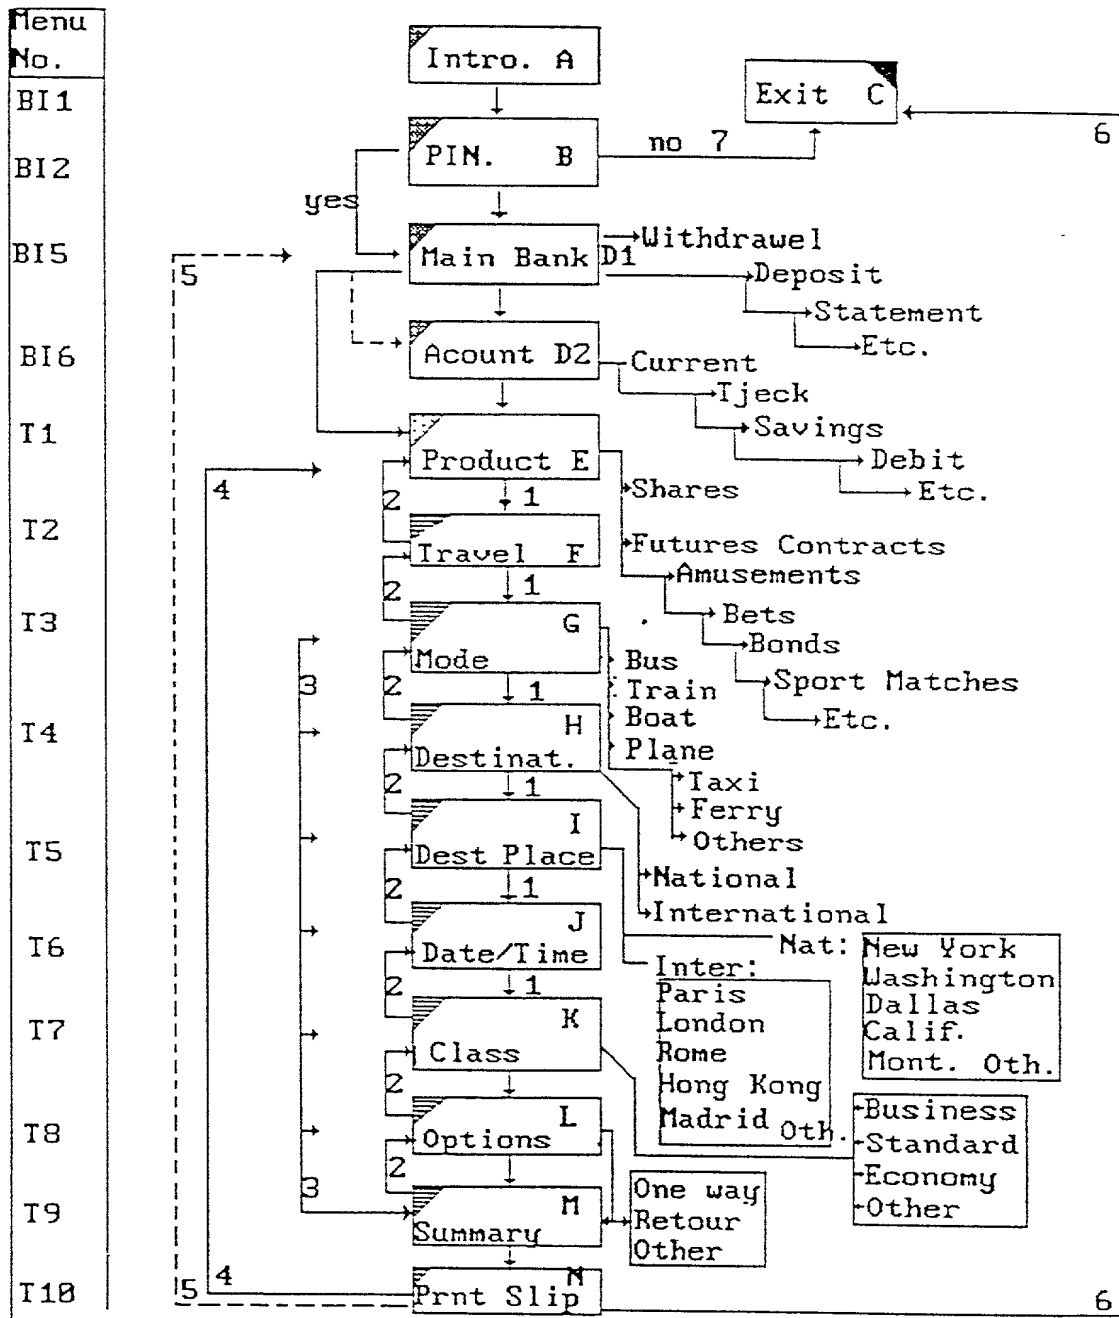 Menu
No.
Intro. A
Exit C
BI1
6
no 7
PIN. B
BI2
yes
Withdrawel
BI5
5
Main Bank D1
Deposit
Statement
Etc.
BI6
Acount D2
Current
Tjeck
T1
Savings
Product E
Debit
4
2
1
Shares
Etc.
T2
Travel F
Futures Contracts
Amusements
2
1
T3
G
Bets
Bonds
Mode
Bus
3
2
1
Train
Sport Matches
T4
H
Boat
Etc.
Destinat.
Plane
2
1
Taxi
I
Ferry
T5
Dest Place
Others
2
1
National
J
International
T6
Date/Time
Nat:
New York
Washington
Dallas
Calif.
Mont. Oth.
Inter:
Paris
London
Rome
Hong Kong
Madrid Oth.
2
1
T7
K
Class
2
Business
Standard
Economy
Other
T8
L
Options
2
3
One way
Retour
Other
T9
M
Summary
4
N
T10
5
Prnt Slip
6